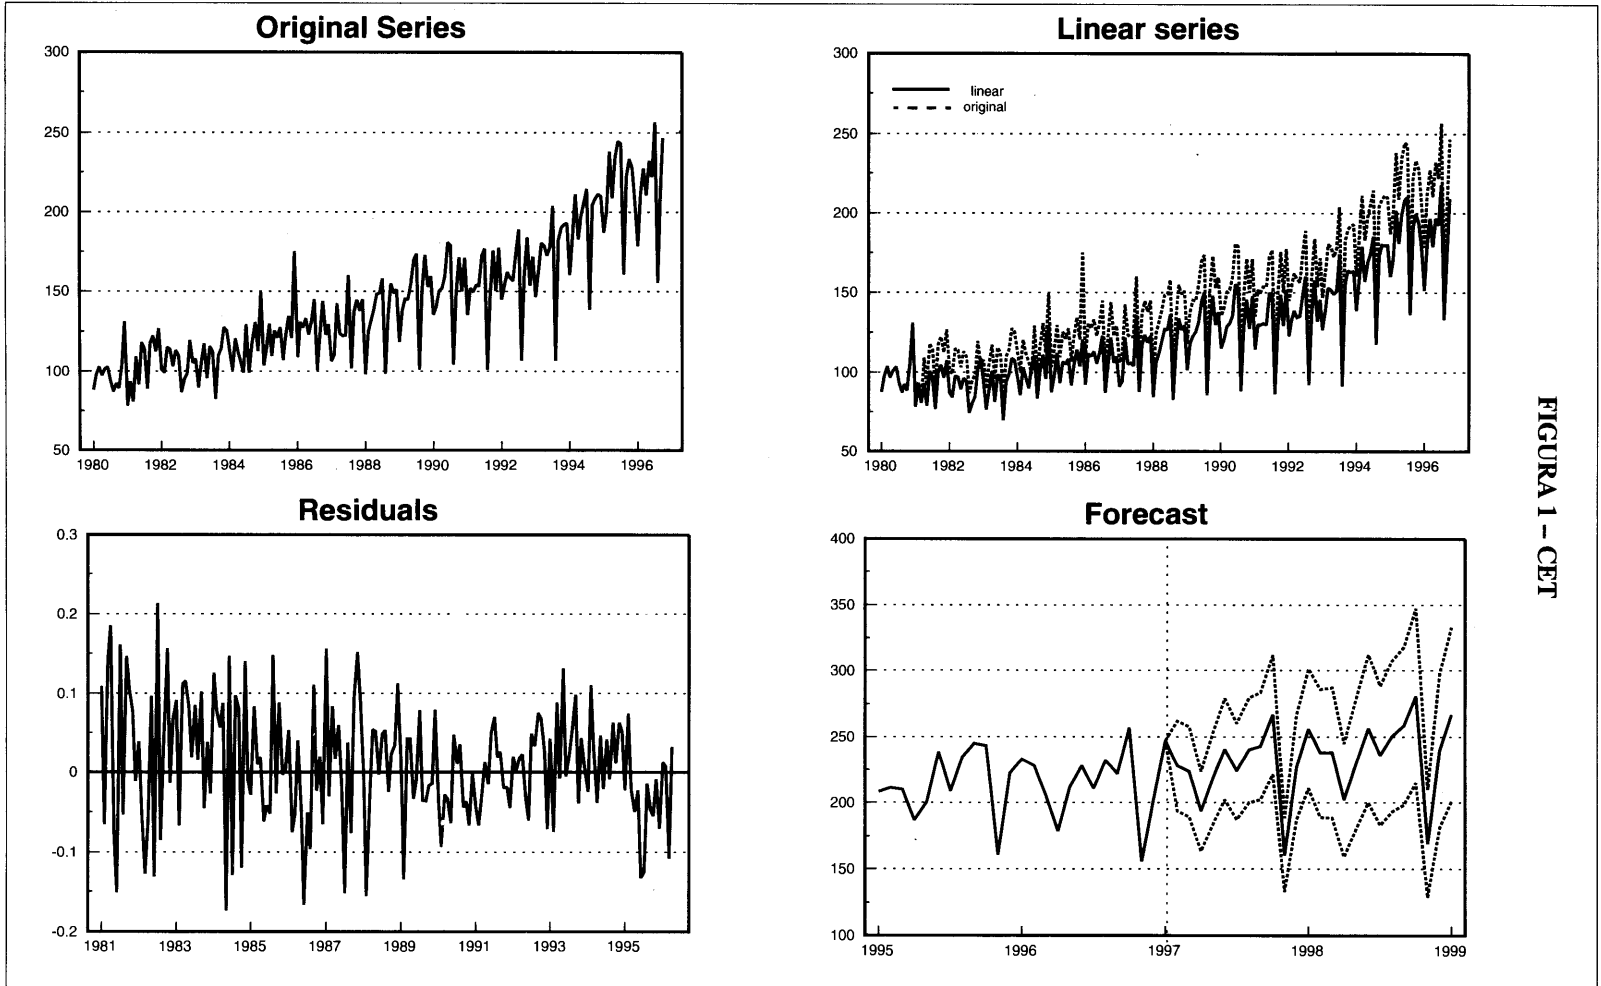 Original Series
300
250
200
150
100
50
1980 1982 1984 1986 1988 1990 1992 1994 1996
Linear series
linear
original
300
250
200
150
100
50
1980 1982 1984 1986 1988 1990 1992 1994 1996
Residuals
0.3
0.2
0.1
0
-0.1
-0.2
1981 1983 1985 1987 1989 1991 1993 1995
Forecast
400
350
300
250
200
150
100
1995 1996 1997 1998 1999
FIGURA 1 – CET